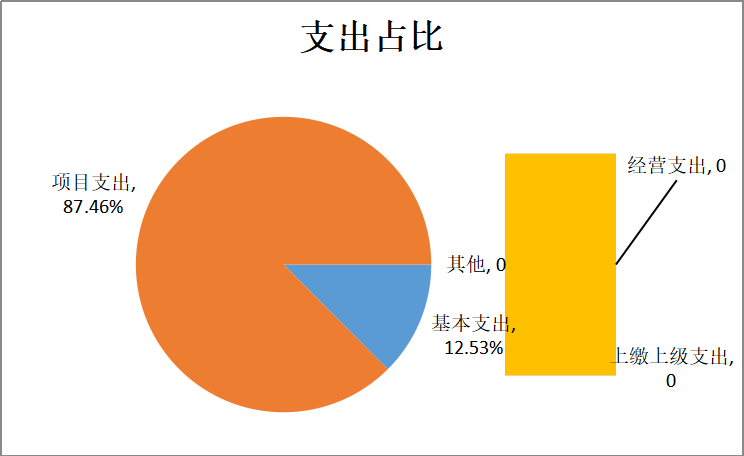 支出占比
项目支出,
87.46%
经营支出, 0
其他, 0
基本支出,
12.53%
上缴上级支出,
0